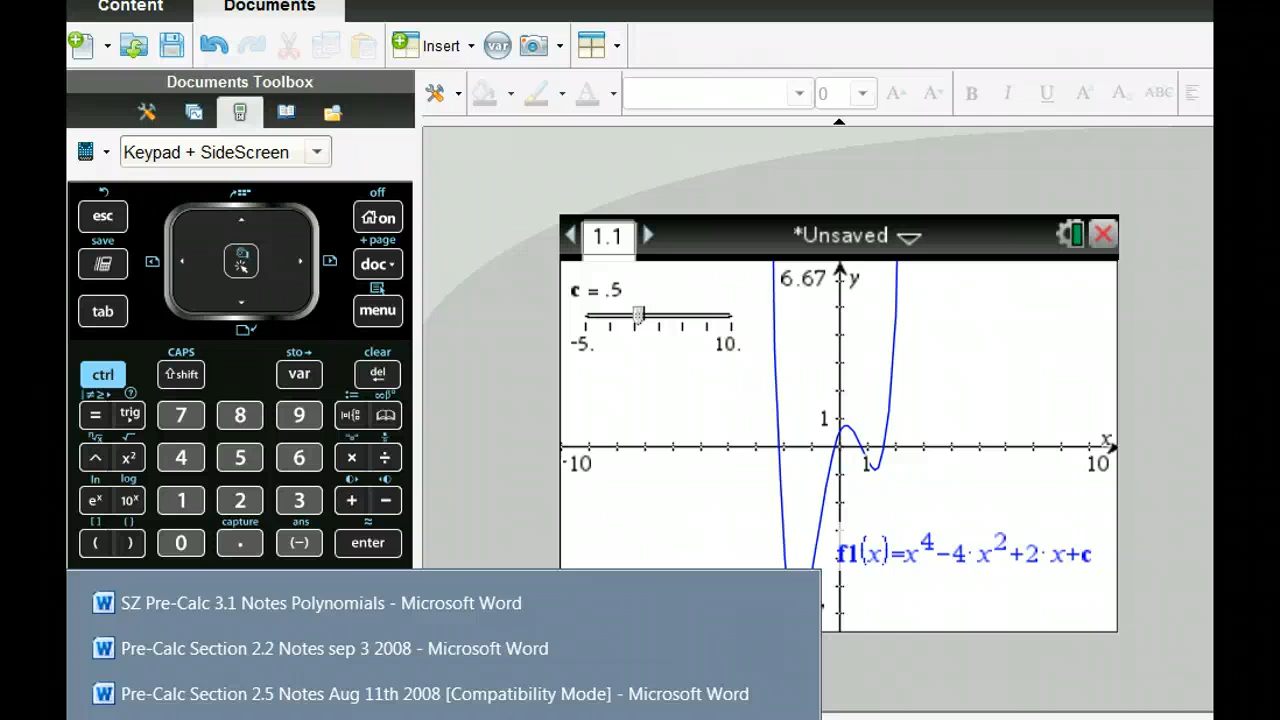 Content Documents
Insert var
Documents Toolbox
0 A A B I U A A ABC
Keypad + SideScreen
off
esc on
save + page
doc
tab menu
CAPS sto→ clear
ctrl shift var del
= trig 7 8 9
^ x² 4 5 6 × ÷
ln log
eˣ 10ˣ 1 2 3 + −
[ ] { } capture ans ≈
( ) 0 . (−) enter
1.1 *Unsaved
c = .5
-5. 10.
6.67 y
1
x
-10 1 10
f1(x)=x⁴−4·x²+2·x+c
SZ Pre-Calc 3.1 Notes Polynomials - Microsoft Word
Pre-Calc Section 2.2 Notes sep 3 2008 - Microsoft Word
Pre-Calc Section 2.5 Notes Aug 11th 2008 [Compatibility Mode] - Microsoft Word